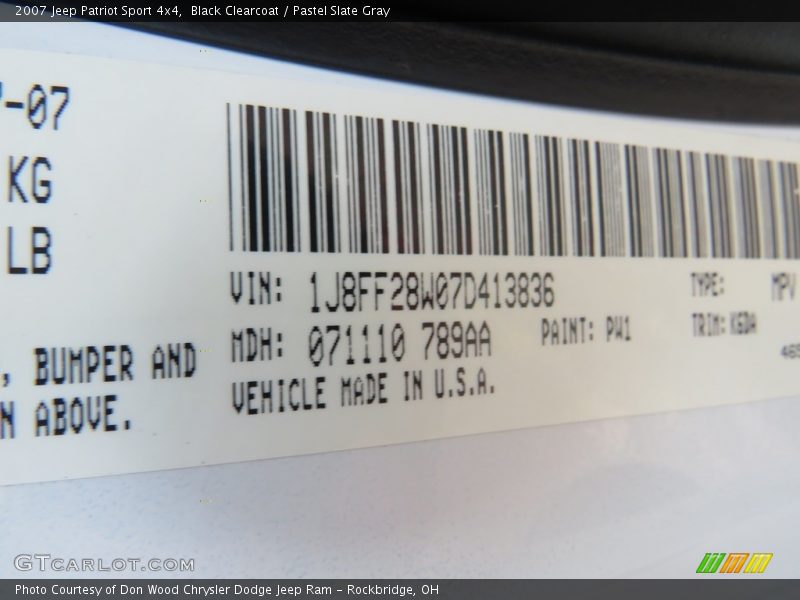 2007 Jeep Patriot Sport 4x4, Black Clearcoat / Pastel Slate Gray
-07
KG
LB
VIN: 1J8FF28W07D413836 TYPE: MPV
MDH: 071110 789AA PAINT: PW1 TRIM: K6DA
, BUMPER AND VEHICLE MADE IN U.S.A.
N ABOVE.
GTCARLOT.COM
Photo Courtesy of Don Wood Chrysler Dodge Jeep Ram - Rockbridge, OH